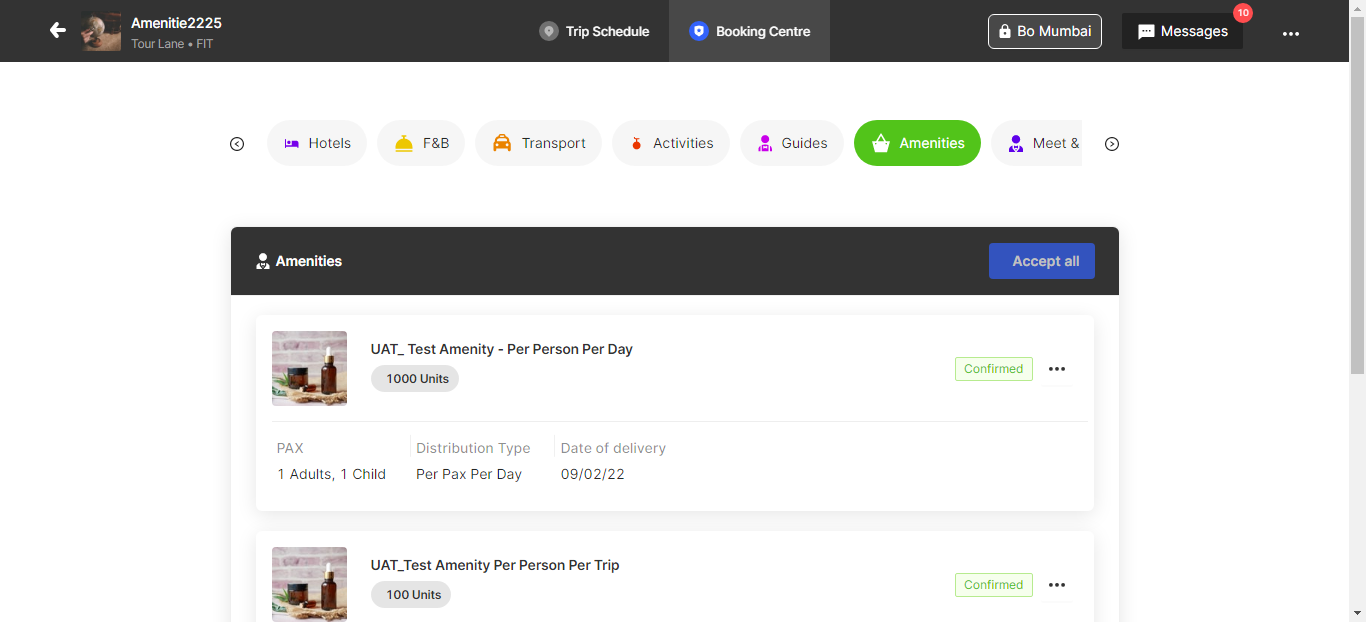 Amenitie2225
Tour Lane • FIT
Trip Schedule
Booking Centre
Bo Mumbai
Messages
10
Hotels
F&B
Transport
Activities
Guides
Amenities
Meet &
Amenities
Accept all
UAT_ Test Amenity - Per Person Per Day
1000 Units
Confirmed
PAX
Distribution Type
Date of delivery
1 Adults, 1 Child
Per Pax Per Day
09/02/22
UAT_Test Amenity Per Person Per Trip
100 Units
Confirmed